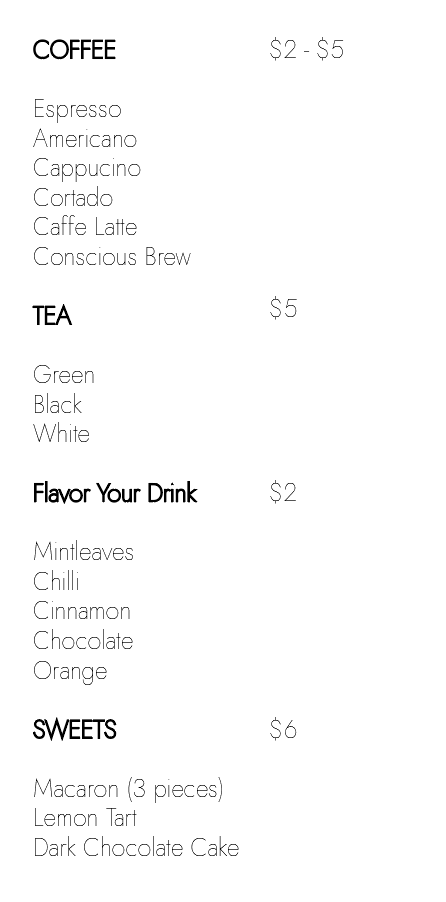 COFFEE $2 - $5
Espresso
Americano
Cappucino
Cortado
Caffe Latte
Conscious Brew
TEA $5
Green
Black
White
Flavor Your Drink $2
Mintleaves
Chilli
Cinnamon
Chocolate
Orange
SWEETS $6
Macaron (3 pieces)
Lemon Tart
Dark Chocolate Cake